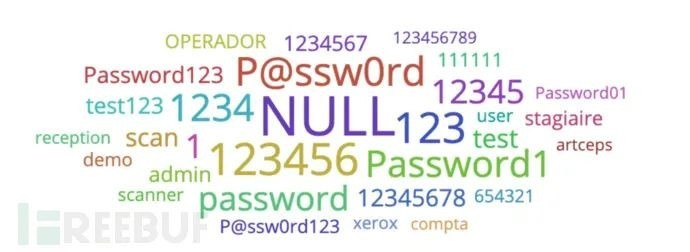 OPERADOR 1234567 123456789
Password123 P@ssw0rd 111111
test123 1234 NULL 123 12345 Password01
reception scan 1 user stagiaire
demo admin 123456 Password1 test artceps
scanner password 12345678 654321
P@ssw0rd123 xerox compta
FREEBUF